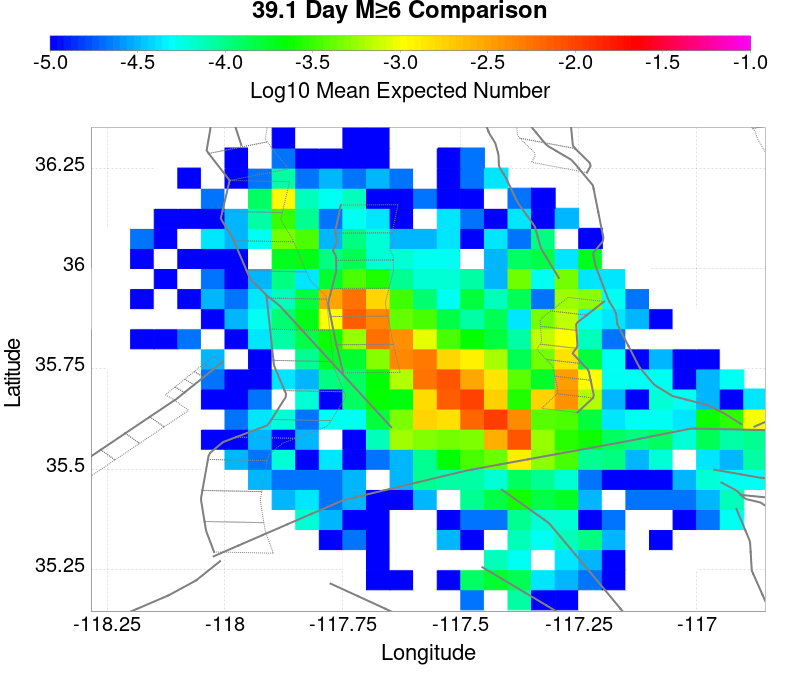 39.1 Day M≥6 Comparison
-5.0 -4.5 -4.0 -3.5 -3.0 -2.5 -2.0 -1.5 -1.0
Log10 Mean Expected Number
36.25
36
35.75
35.5
35.25
Latitude
-118.25 -118 -117.75 -117.5 -117.25 -117
Longitude